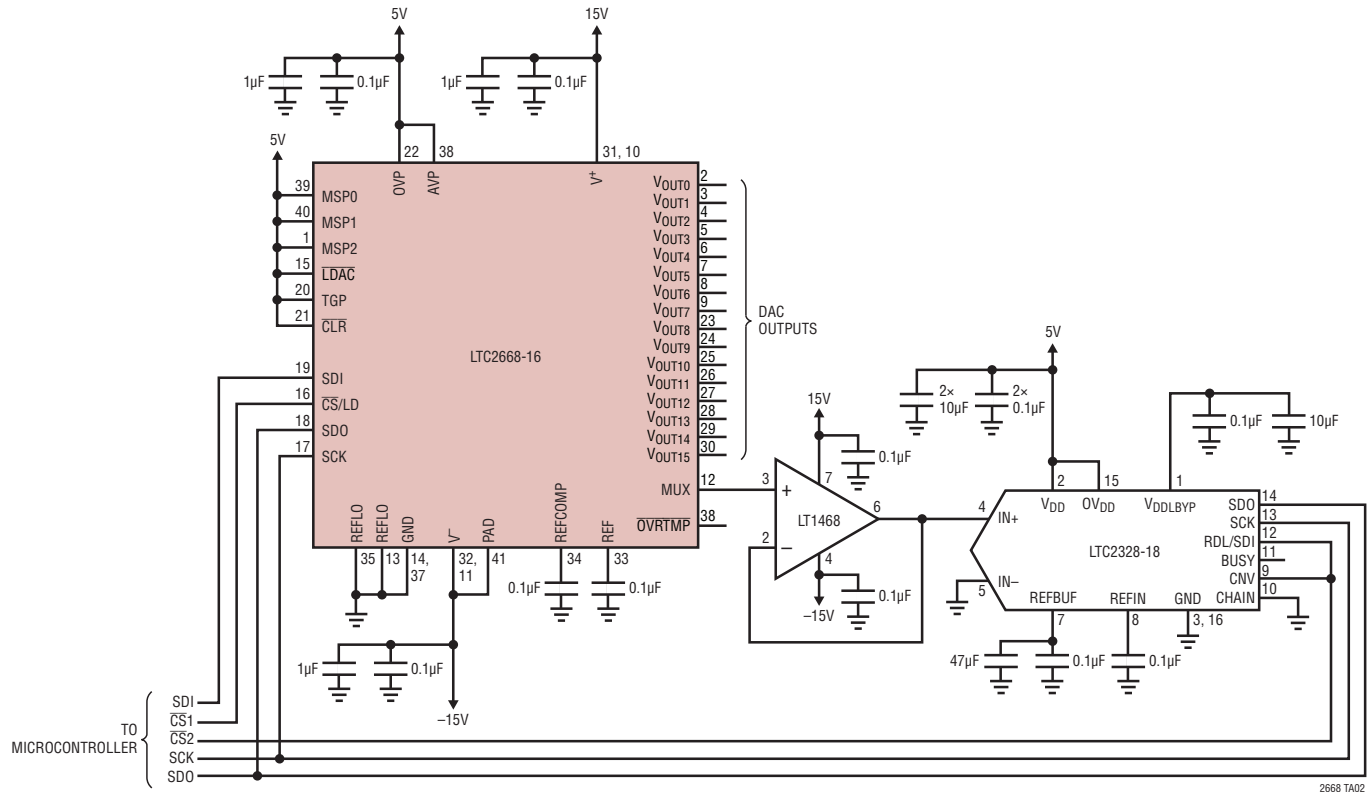 5V
15V
1µF
0.1µF
1µF
0.1µF
5V
22
38
31, 10
OVP
AVP
V+
39
MSP0
40
MSP1
1
MSP2
15
LDAC
20
TGP
21
CLR
19
SDI
16
CS/LD
18
SDO
17
SCK
LTC2668-16
VOUT0 2
VOUT1 3
VOUT2 4
VOUT3 5
VOUT4 6
VOUT5 7
VOUT6 8
VOUT7 9
VOUT8 23
VOUT9 24
VOUT10 25
VOUT11 26
VOUT12 27
VOUT13 28
VOUT14 29
VOUT15 30
DAC
OUTPUTS
MUX 12
OVRTMP 38
REFLO
REFLO
GND
V–
PAD
REFCOMP
REF
35
13
14,
37
32,
11
41
34
33
0.1µF
0.1µF
1µF
0.1µF
–15V
15V
0.1µF
3
+
7
LT1468
6
2
–
4
0.1µF
–15V
5V
2×
10µF
2×
0.1µF
0.1µF
10µF
2
15
1
VDD
OVDD
VDDLBYP
4
IN+
5
IN–
LTC2328-18
SDO 14
SCK 13
RDL/SDI 12
BUSY 11
CNV 9
CHAIN 10
REFBUF
REFIN
GND
7
8
3, 16
47µF
0.1µF
0.1µF
TO
MICROCONTROLLER
SDI
CS1
CS2
SCK
SDO
2668 TA02